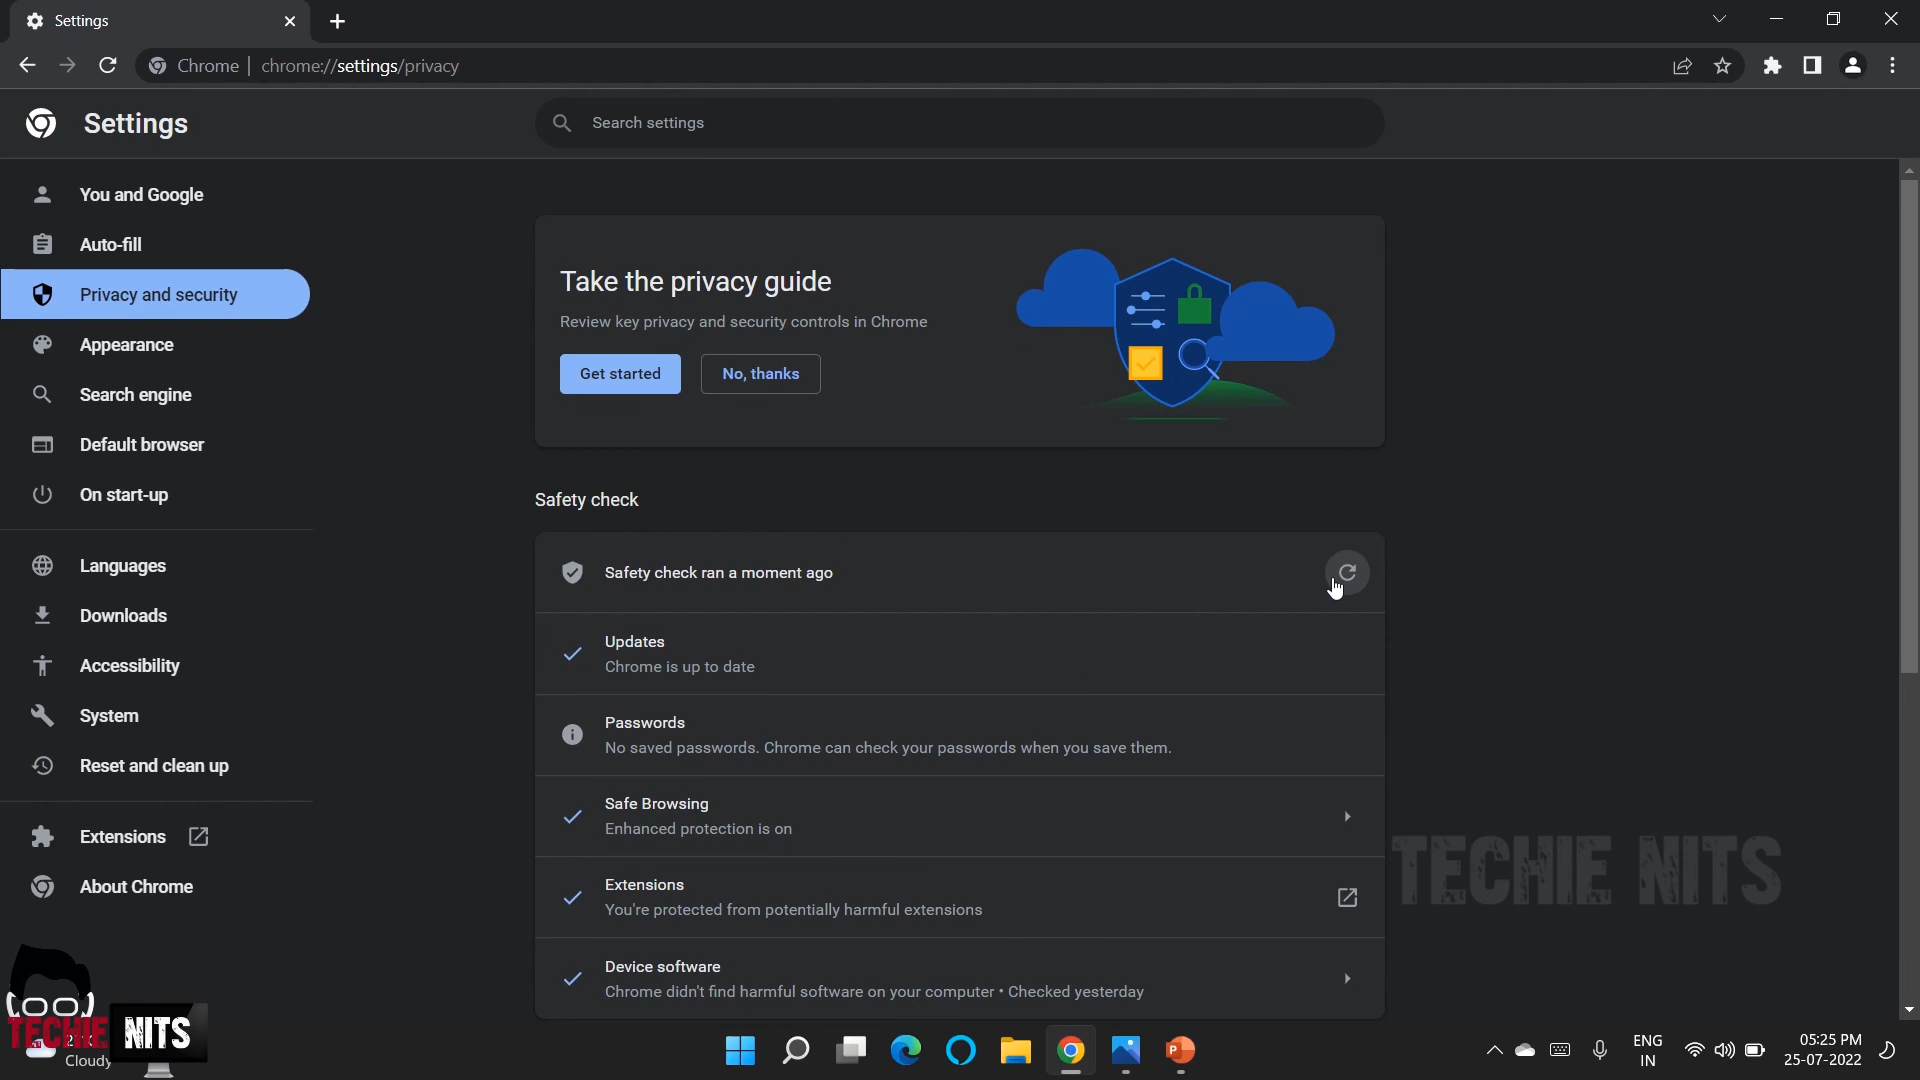 Settings
Chrome
chrome://settings/privacy
Settings
Search settings
You and Google
Auto-fill
Privacy and security
Appearance
Search engine
Default browser
On start-up
Languages
Downloads
Accessibility
System
Reset and clean up
Extensions
About Chrome
Take the privacy guide
Review key privacy and security controls in Chrome
Get started
No, thanks
Safety check
Safety check ran a moment ago
Updates
Chrome is up to date
Passwords
No saved passwords. Chrome can check your passwords when you save them.
Safe Browsing
Enhanced protection is on
Extensions
You're protected from potentially harmful extensions
Device software
Chrome didn't find harmful software on your computer • Checked yesterday
TECHIE NITS
TECHIE NITS
Cloudy
P
ENG
IN
05:25 PM
25-07-2022